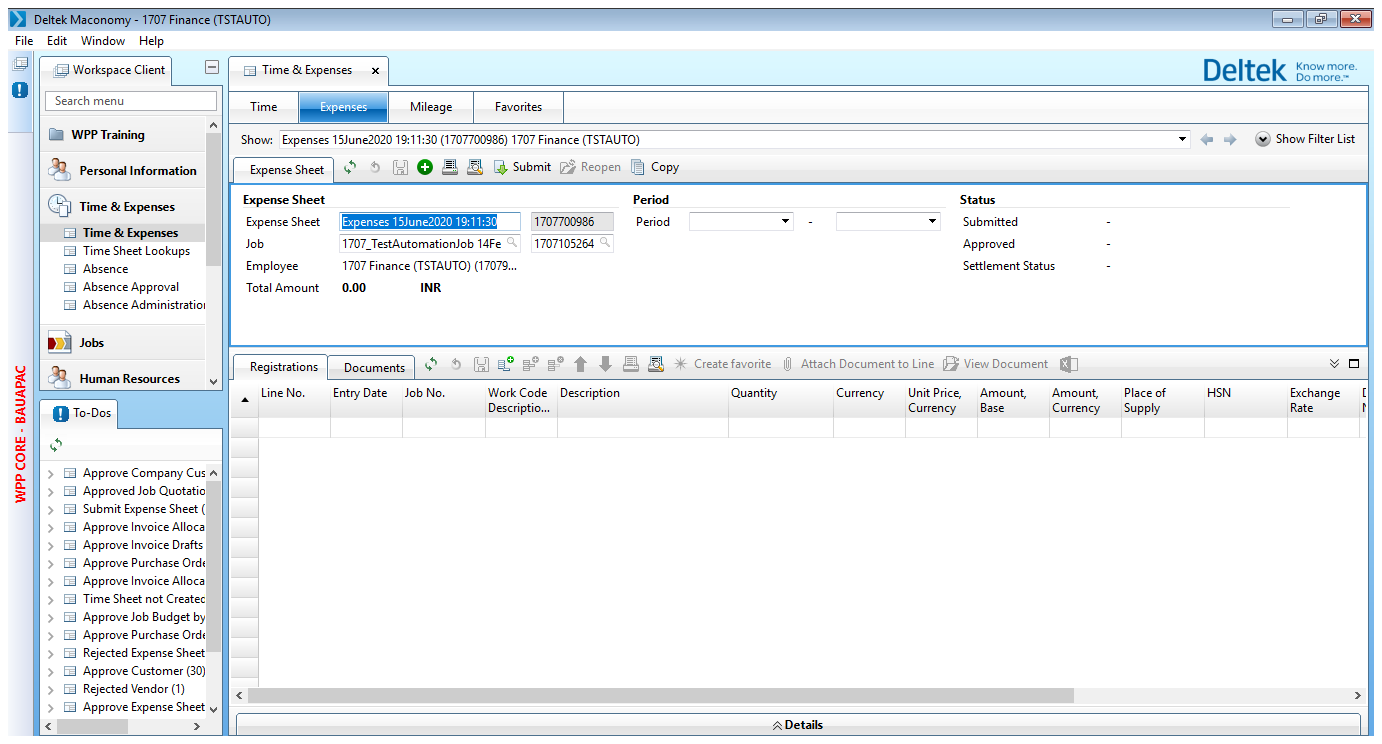 Deltek Maconomy - 1707 Finance (TSTAUTO)
File Edit Window Help
Workspace Client
Search menu
WPP Training
Personal Information
Time & Expenses
Time & Expenses
Time Sheet Lookups
Absence
Absence Approval
Absence Administration
Jobs
Human Resources
WPP CORE - BAUAPAC
To-Dos
Approve Company Cus
Approved Job Quotatio
Submit Expense Sheet (
Approve Invoice Alloca
Approve Invoice Drafts
Approve Purchase Orde
Approve Invoice Alloca
Time Sheet not Created
Approve Job Budget by
Approve Purchase Orde
Rejected Expense Sheet
Approve Customer (30)
Rejected Vendor (1)
Approve Expense Sheet
Time & Expenses x
Deltek Know more. Do more.™
Time Expenses Mileage Favorites
Show: Expenses 15June2020 19:11:30 (1707700986) 1707 Finance (TSTAUTO) Show Filter List
Expense Sheet Submit Reopen Copy
Expense Sheet Period Status
Expense Sheet Expenses 15June2020 19:11:30 1707700986 Period - Submitted -
Job 1707_TestAutomationJob 14Fe 1707105264 Approved -
Employee 1707 Finance (TSTAUTO) (17079... Settlement Status -
Total Amount 0.00 INR
Registrations Documents Create favorite Attach Document to Line View Document
Line No. Entry Date Job No. Work Code Descriptio... Description Quantity Currency Unit Price, Currency Amount, Base Amount, Currency Place of Supply HSN Exchange Rate
Details